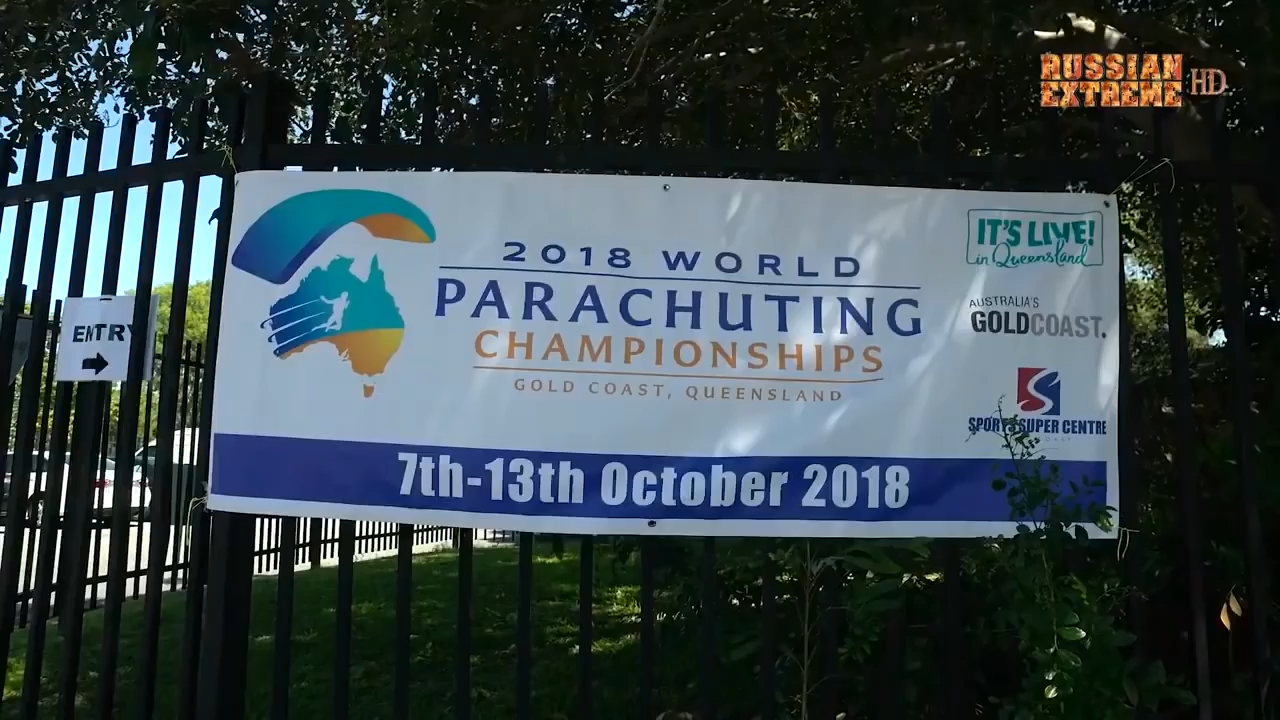 RUSSIAN
EXTREME HD
2018 WORLD
PARACHUTING
CHAMPIONSHIPS
GOLD COAST, QUEENSLAND
7th-13th October 2018
IT'S LIVE!
in Queensland
AUSTRALIA'S
GOLDCOAST.
SPORTS SUPER CENTRE
ENTRY